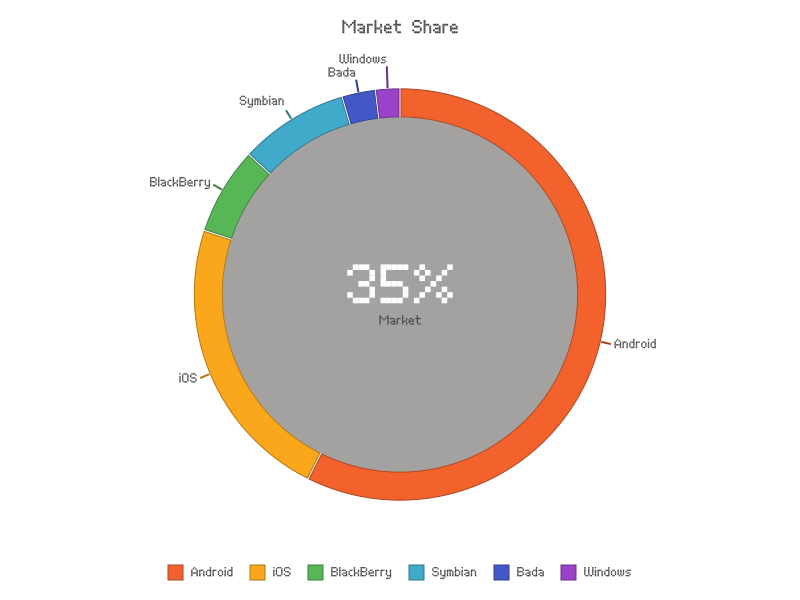 Market Share
Windows
Bada
Symbian
BlackBerry
35%
Market
Android
iOS
Android iOS BlackBerry Symbian Bada Windows